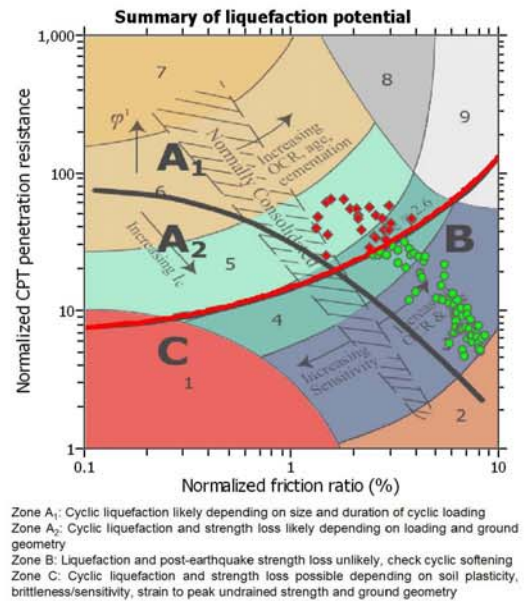 Summary of liquefaction potential
1,000
7
8
9
φ'
Increasing
OCR, age,
cementation
Normally Consolidated
100
A1
6
A2
2.6
B
Increasing Ic
5
10
4
C
1
Increasing
Sensitivity
OCR &
2
1
0.1
1
10
Normalized CPT penetration resistance
Normalized friction ratio (%)
Zone A1: Cyclic liquefaction likely depending on size and duration of cyclic loading
Zone A2: Cyclic liquefaction and strength loss likely depending on loading and ground
geometry
Zone B: Liquefaction and post-earthquake strength loss unlikely, check cyclic softening
Zone C: Cyclic liquefaction and strength loss possible depending on soil plasticity,
brittleness/sensitivity, strain to peak undrained strength and ground geometry